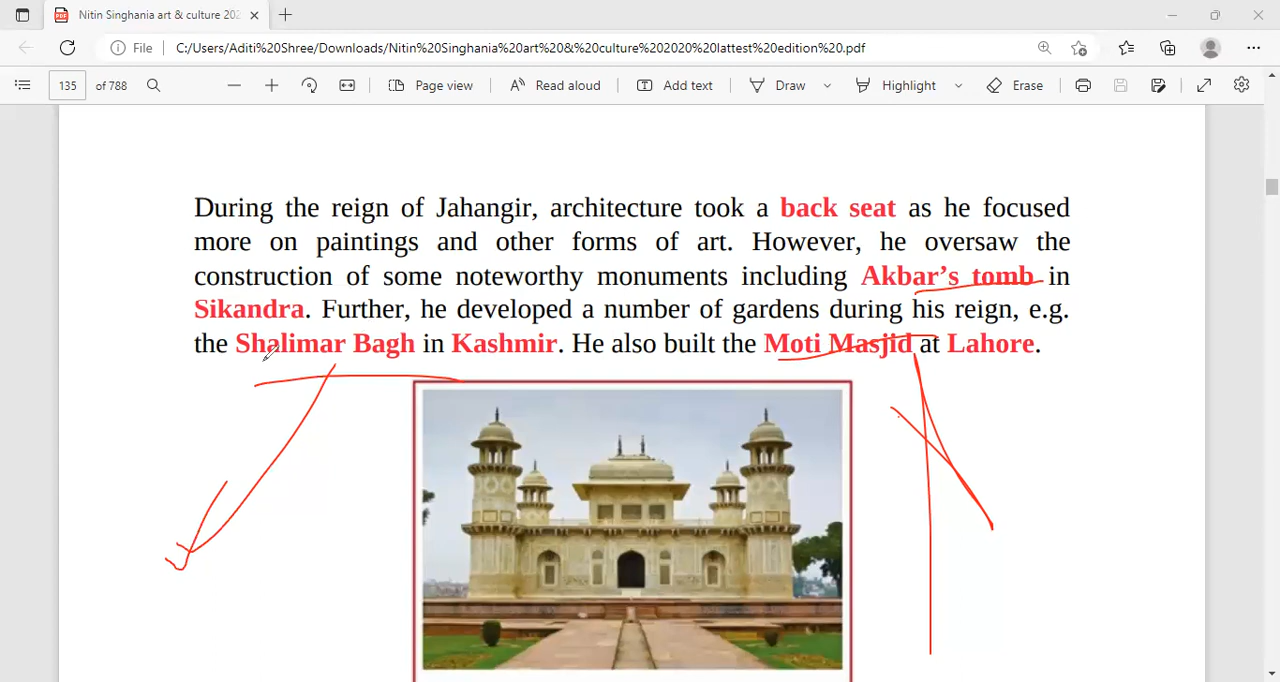 Nitin Singhania art & culture 202
File
C:/Users/Aditi%20Shree/Downloads/Nitin%20Singhania%20art%20&%20culture%202020%20lattest%20edition%20.pdf
135 of 788
Page view
Read aloud
Add text
Draw
Highlight
Erase
During the reign of Jahangir, architecture took a back seat as he focused
more on paintings and other forms of art. However, he oversaw the
construction of some noteworthy monuments including Akbar's tomb in
Sikandra. Further, he developed a number of gardens during his reign, e.g.
the Shalimar Bagh in Kashmir. He also built the Moti Masjid at Lahore.